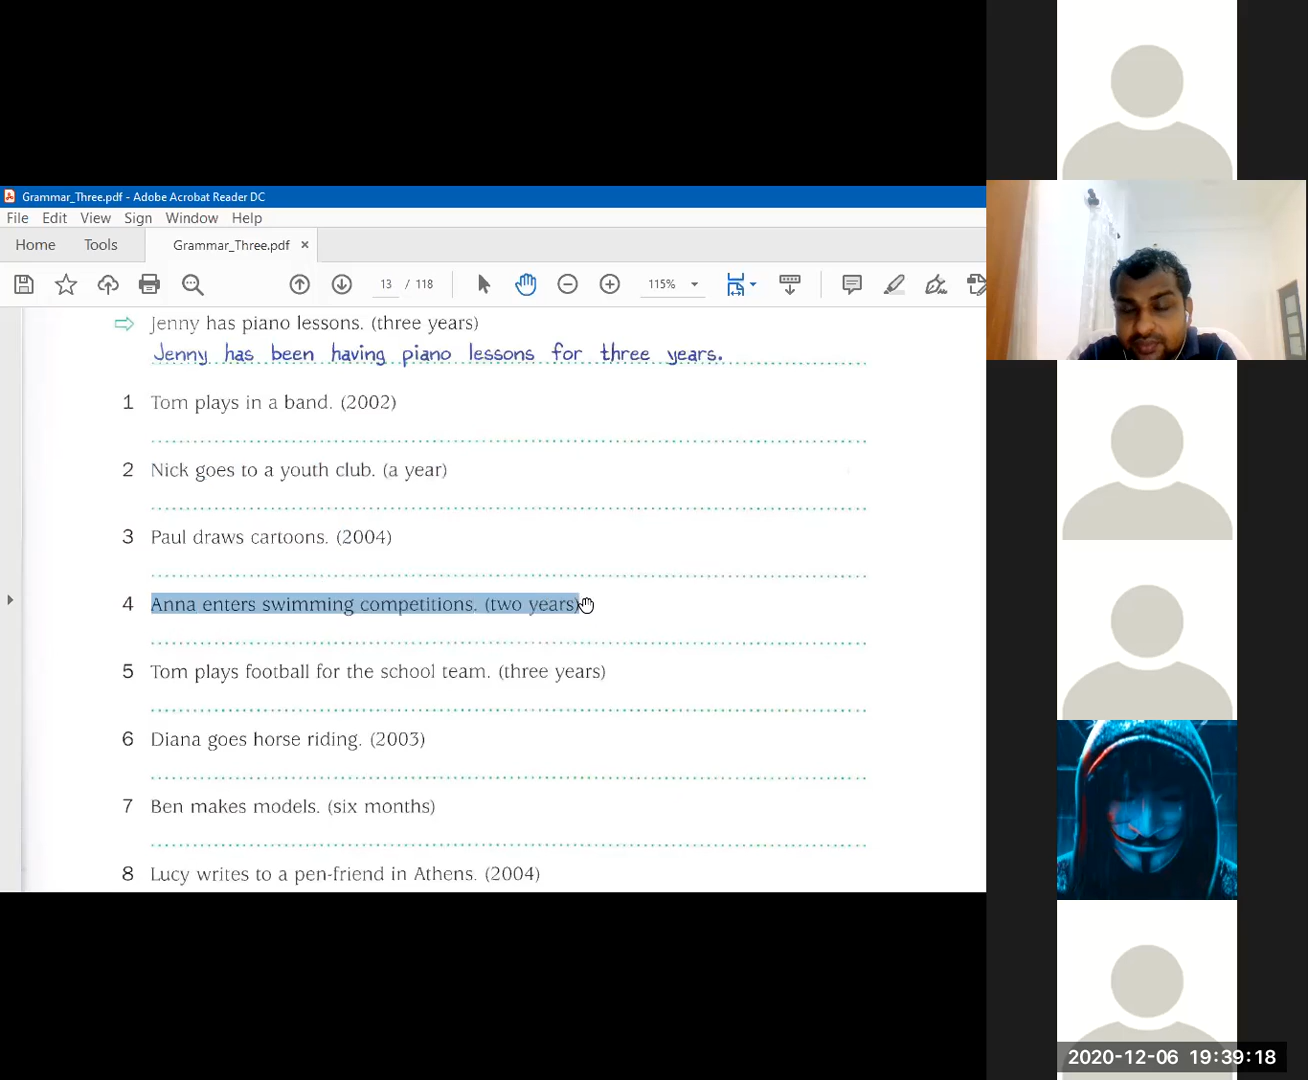 Grammar_Three.pdf - Adobe Acrobat Reader DC
File Edit View Window Sign Help
Home Tools Grammar_Three.pdf ×
13 / 118 115%
Jenny has piano lessons. (three years)
Jenny has been having piano lessons for three years.
1 Tom plays in a band. (2002)
2 Nick goes to a youth club. (a year)
3 Paul draws cartoons. (2004)
4 Anna enters swimming competitions. (two years)
5 Tom plays football for the school team. (three years)
6 Diana goes horse riding. (2003)
7 Ben makes models. (six months)
8 Lucy writes to a pen-friend in Athens. (2004)
2020-12-06 19:39:18